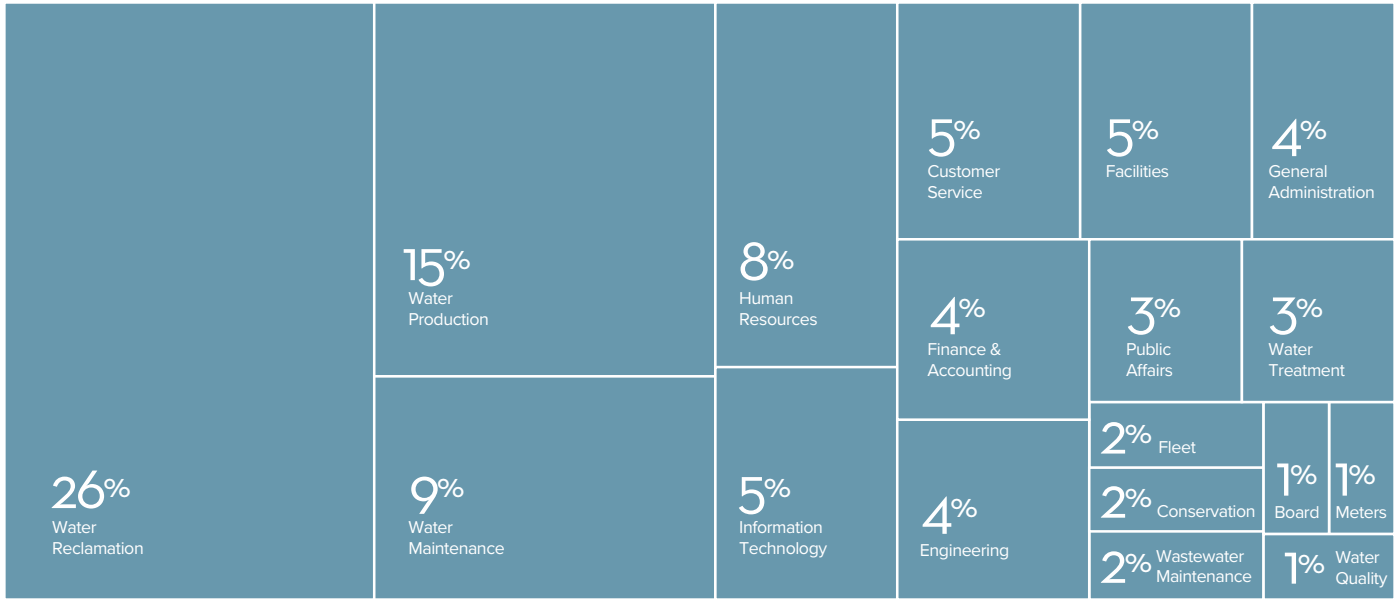 26%
Water
Reclamation
15%
Water
Production
9%
Water
Maintenance
8%
Human
Resources
5%
Information
Technology
5%
Customer
Service
5%
Facilities
4%
General
Administration
4%
Finance &
Accounting
3%
Public
Affairs
3%
Water
Treatment
4%
Engineering
2% Fleet
2% Conservation
2% Wastewater
Maintenance
1%
Board
1%
Meters
1% Water
Quality